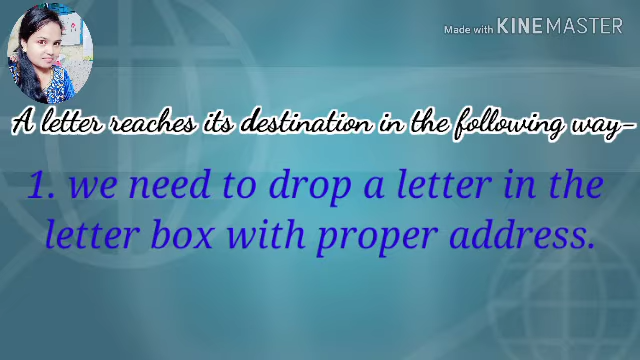 Made with KINEMASTER
A letter reaches its destination in the following way-
1. we need to drop a letter in the
letter box with proper address.